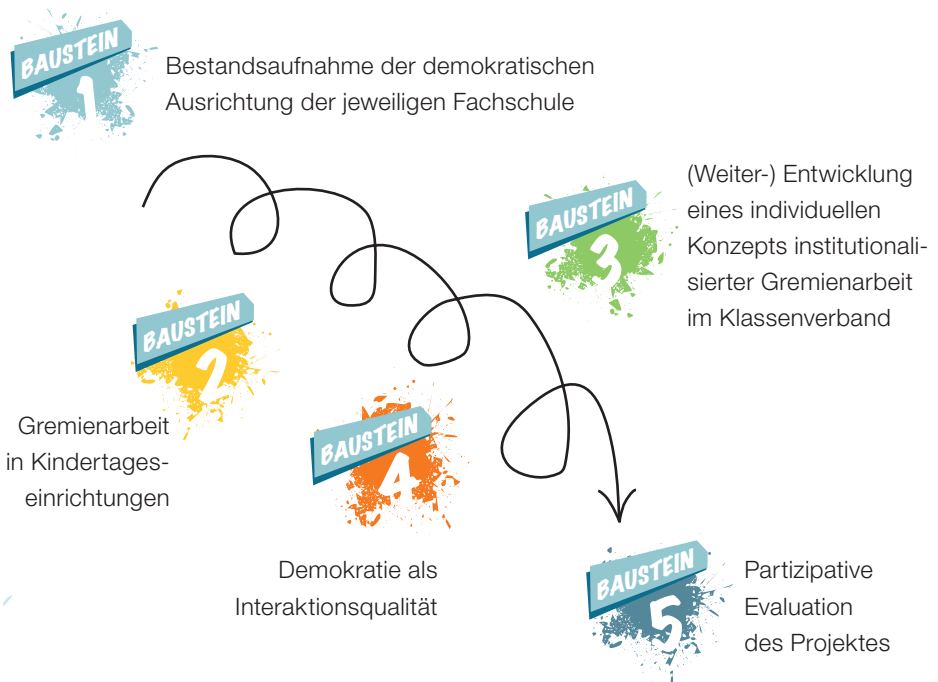 BAUSTEIN
1
Bestandsaufnahme der demokratischen
Ausrichtung der jeweiligen Fachschule
BAUSTEIN
2
Gremienarbeit
in Kindertages-
einrichtungen
BAUSTEIN
3
(Weiter-) Entwicklung
eines individuellen
Konzepts institutionali-
sierter Gremienarbeit
im Klassenverband
BAUSTEIN
4
Demokratie als
Interaktionsqualität
BAUSTEIN
5
Partizipative
Evaluation
des Projektes